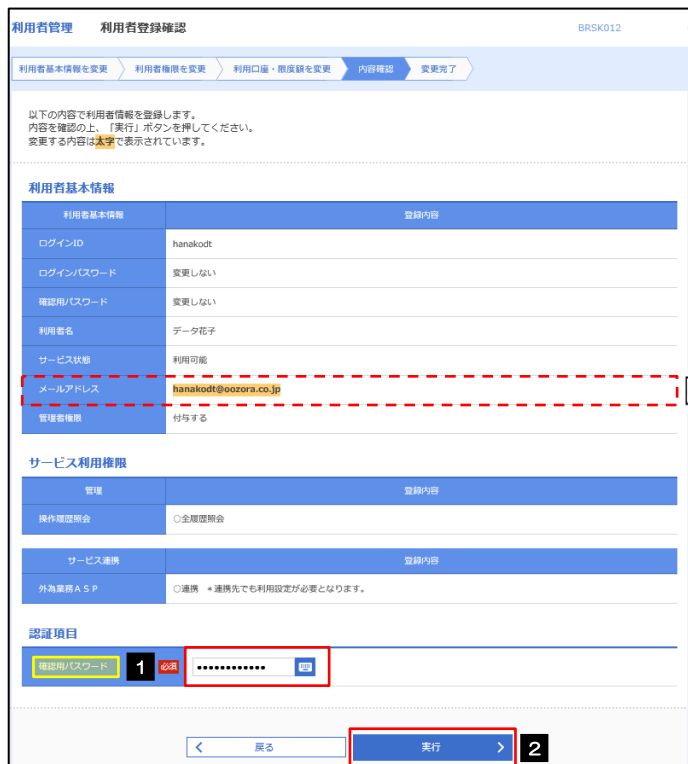 利用者管理 利用者登録確認 BRSK012
利用者基本情報を変更 利用者権限を変更 利用口座・限度額を変更 内容確認 変更完了
以下の内容で利用者情報を登録します。
内容を確認の上、「実行」ボタンを押してください。
変更する内容は太字で表示されています。
利用者基本情報
利用者基本情報 登録内容
ログインID hanakodt
ログインパスワード 変更しない
確認用パスワード 変更しない
利用者名 データ花子
サービス状態 利用可能
メールアドレス hanakodt@oozora.co.jp
管理者権限 付与する
サービス利用権限
管理 登録内容
操作履歴照会 ○全履歴照会
サービス連携 登録内容
外為業務ASP ○連携 *連携先でも利用設定が必要となります。
認証項目
確認用パスワード 1 必須 ••••••••••••
戻る 実行 2